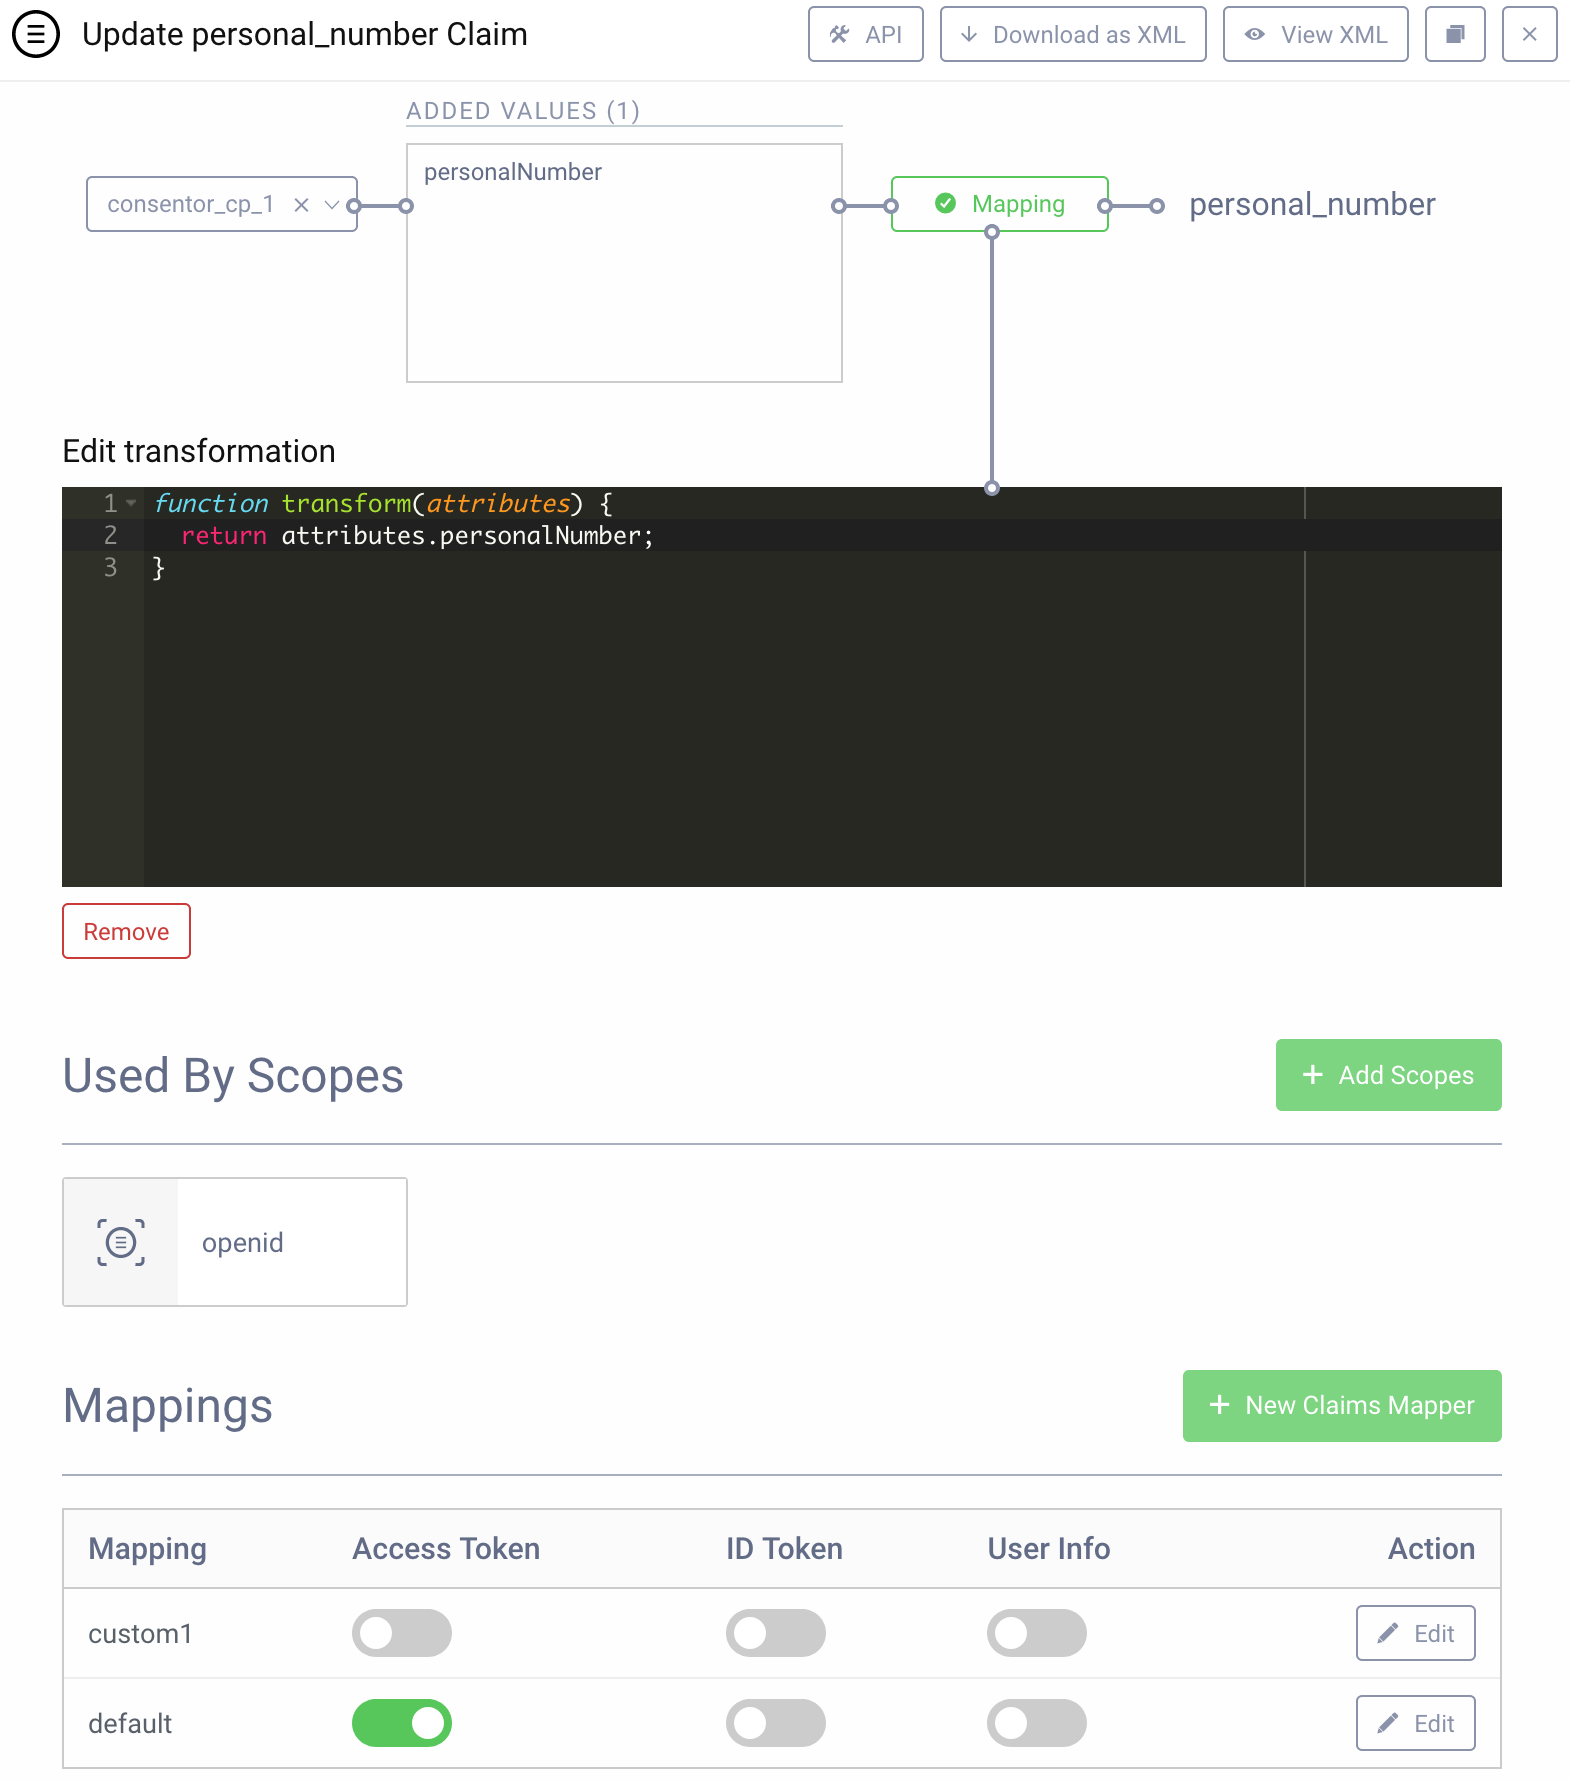 Update personal_number Claim
API
Download as XML
View XML
ADDED VALUES (1)
personalNumber
consentor_cp_1
Mapping
personal_number
Edit transformation
1 function transform(attributes) {
2 return attributes.personalNumber;
3 }
Remove
Used By Scopes
+ Add Scopes
openid
Mappings
+ New Claims Mapper
Mapping Access Token ID Token User Info Action
custom1 Edit
default Edit